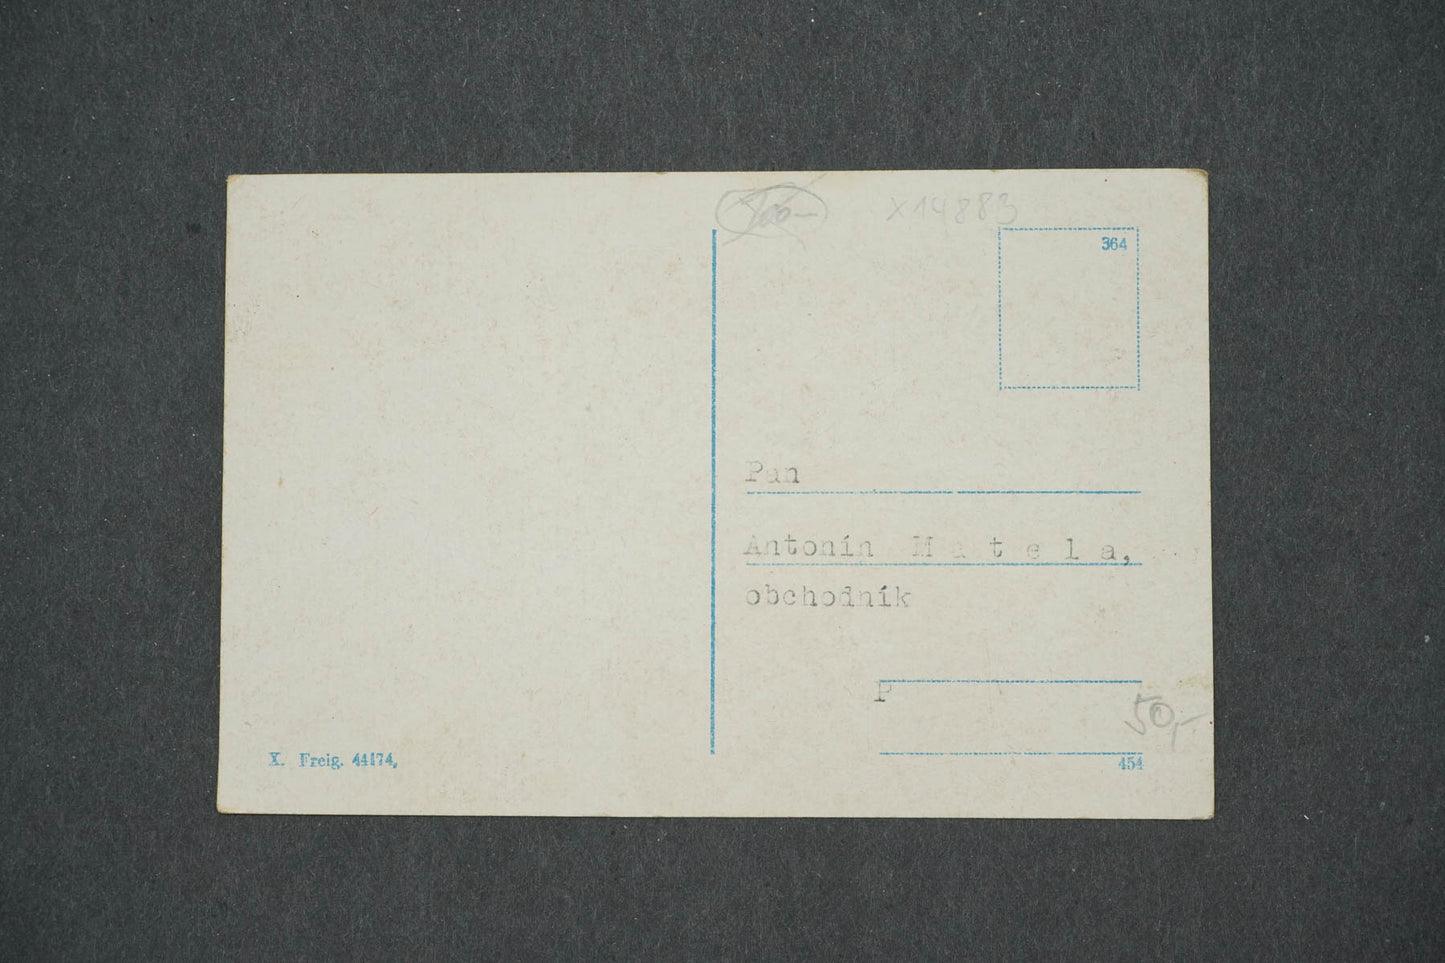 X14883
364
Pan
Antonín M a t e l a,
obchodník
P
50,-
X. Freig. 44174,
454